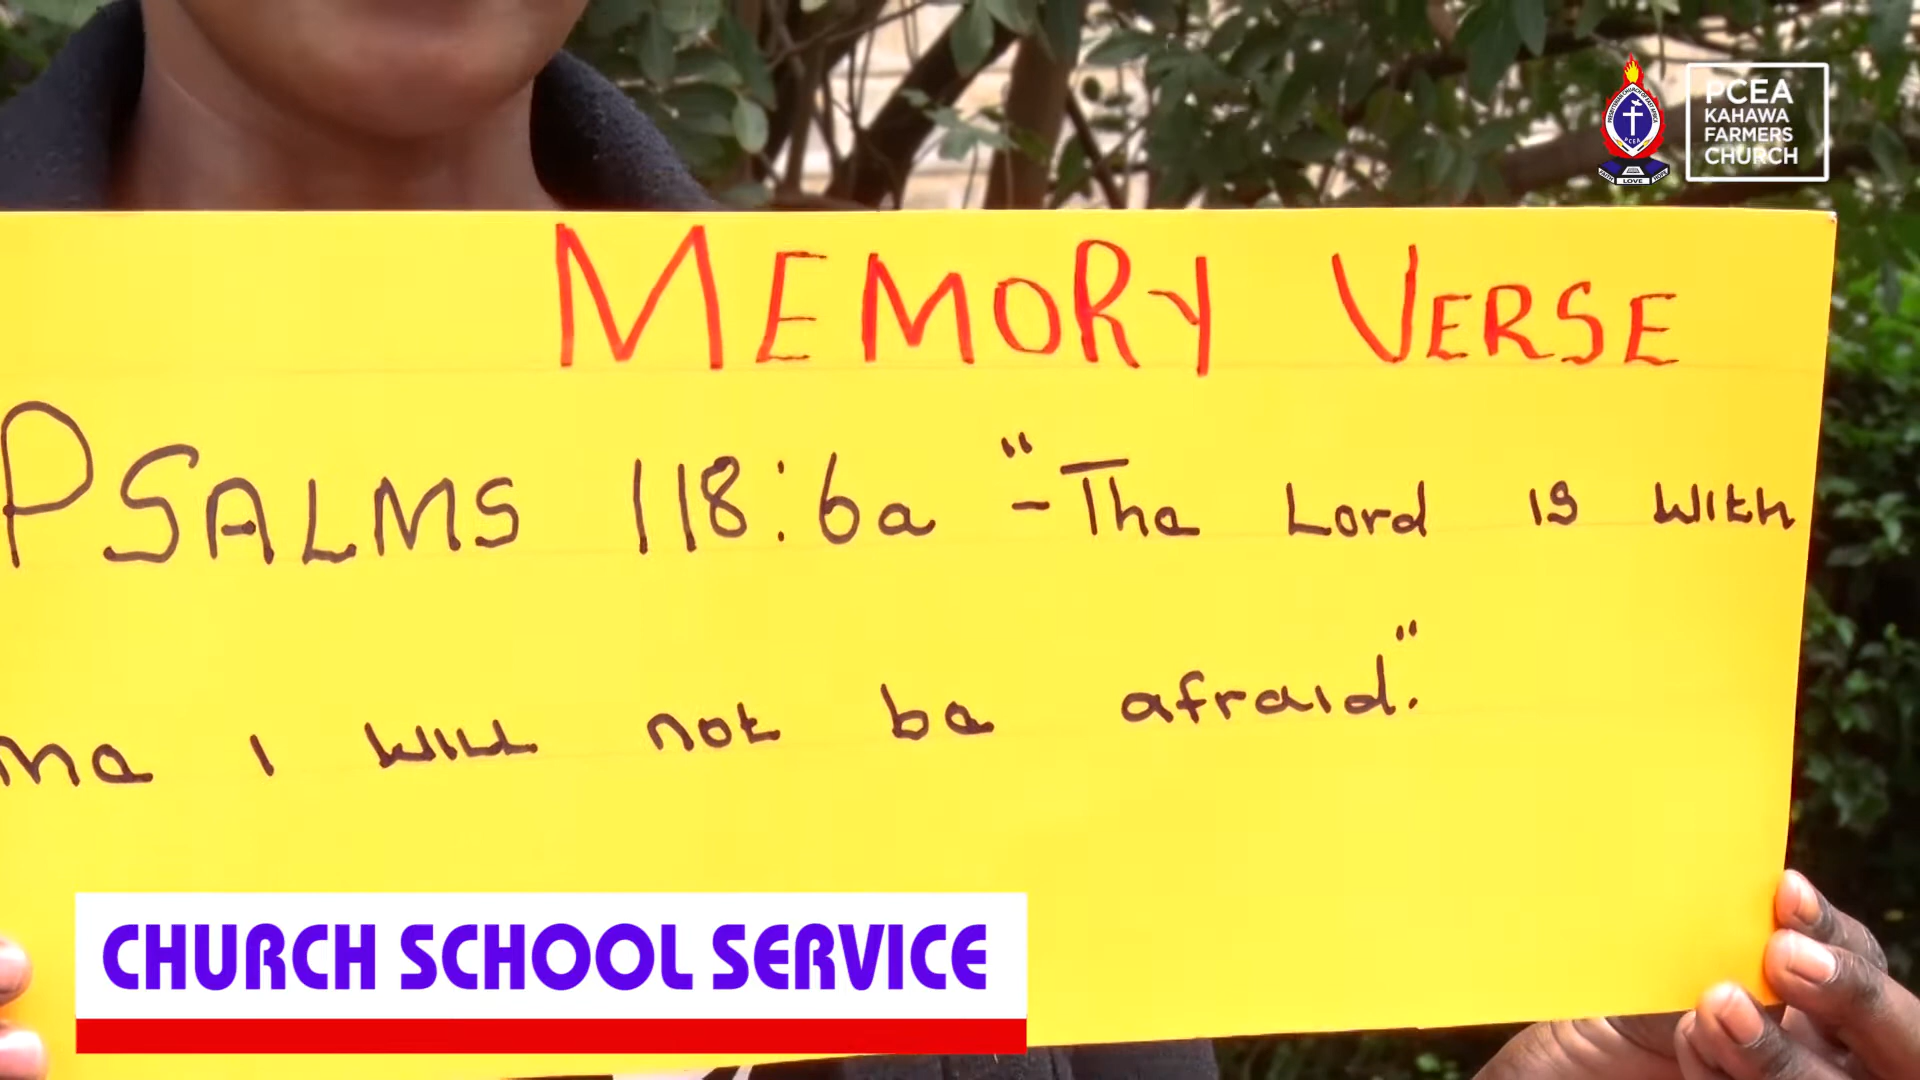 PCEA
KAHAWA
FARMERS
CHURCH
LOVE
MEMORY VERSE
PSALMS 118:6a "-The Lord is with
me I will not be afraid."
CHURCH SCHOOL SERVICE